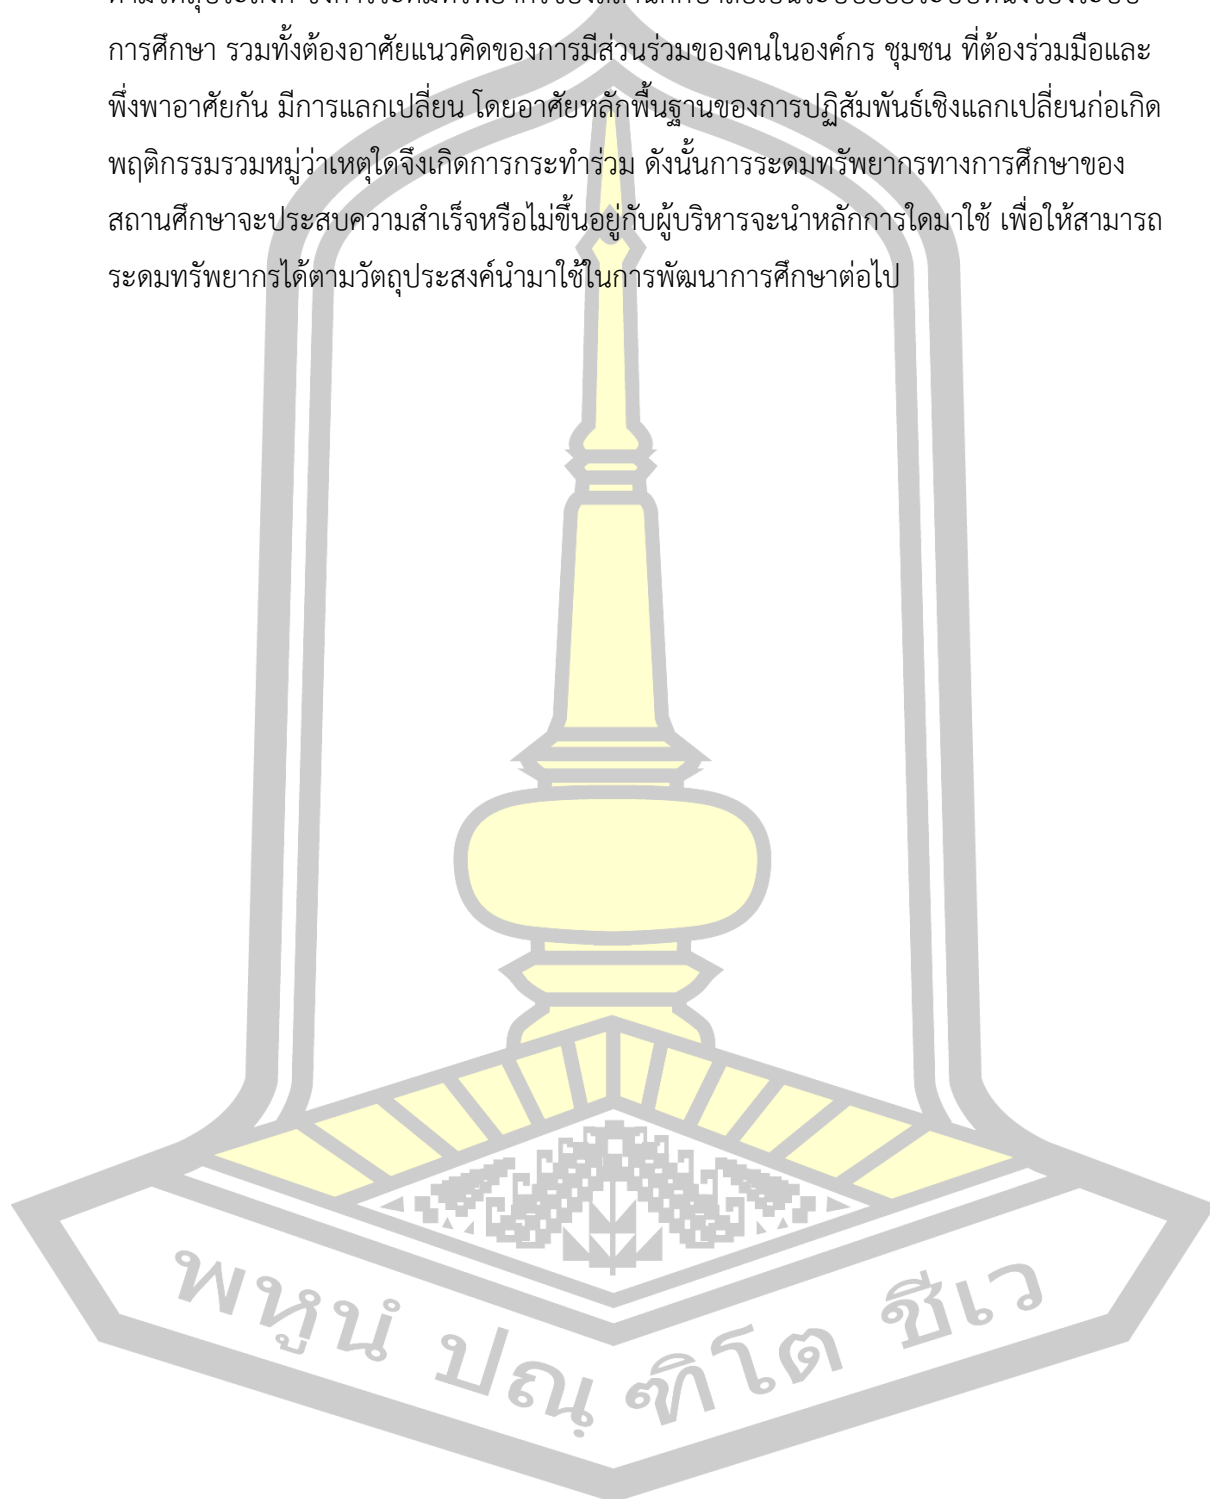 การศึกษา รวมทั้งต้องอาศัยแนวคิดของการมีส่วนร่วมของคนในองค์กร ชุมชน ที่ต้องร่วมมือและ
พึ่งพาอาศัยกัน มีการแลกเปลี่ยน โดยอาศัยหลักพื้นฐานของการปฏิสัมพันธ์เชิงแลกเปลี่ยนก่อเกิด
พฤติกรรมรวมหมู่ว่าเหตุใดจึงเกิดการกระทำร่วม ดังนั้นการระดมทรัพยากรทางการศึกษาของ
สถานศึกษาจะประสบความสำเร็จหรือไม่ขึ้นอยู่กับผู้บริหารจะนำหลักการใดมาใช้ เพื่อให้สามารถ
ระดมทรัพยากรได้ตามวัตถุประสงค์นำมาใช้ในการพัฒนาการศึกษาต่อไป
พหูนํ ปณฺฑิโต ชีเว